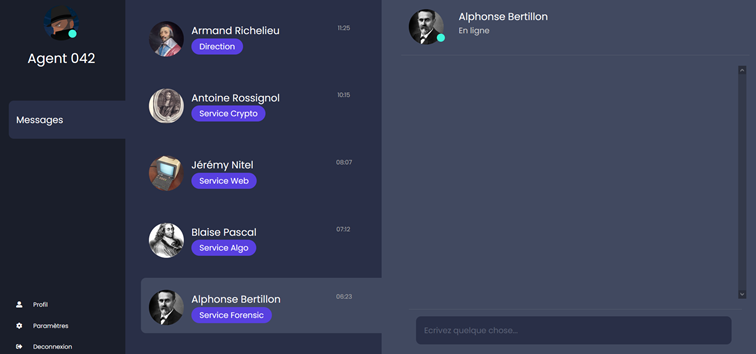 Agent 042
Messages
Profil
Paramètres
Deconnexion
Armand Richelieu
11:25
Direction
Antoine Rossignol
10:15
Service Crypto
Jérémy Nitel
08:07
Service Web
Blaise Pascal
07:12
Service Algo
Alphonse Bertillon
06:23
Service Forensic
Alphonse Bertillon
En ligne
Ecrivez quelque chose...